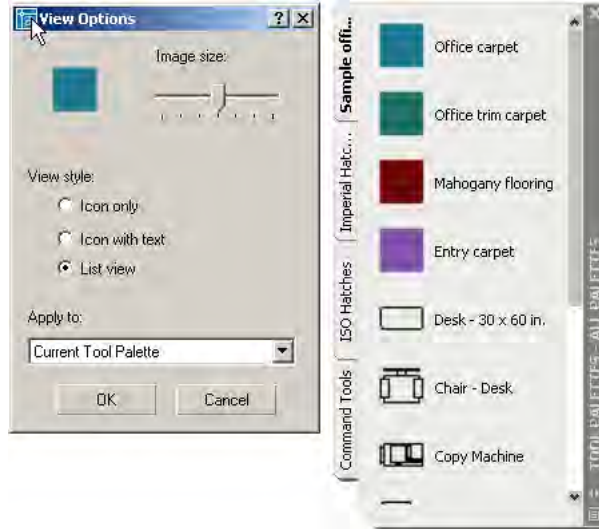 View Options
Image size:
View style:
Icon only
Icon with text
List view
Apply to:
Current Tool Palette
OK
Cancel
Sample offi...
Imperial Hatc...
ISO Hatches
Command Tools
Office carpet
Office trim carpet
Mahogany flooring
Entry carpet
Desk - 30 x 60 in.
Chair - Desk
Copy Machine
TOOL PALETTES - ALL PALETTES